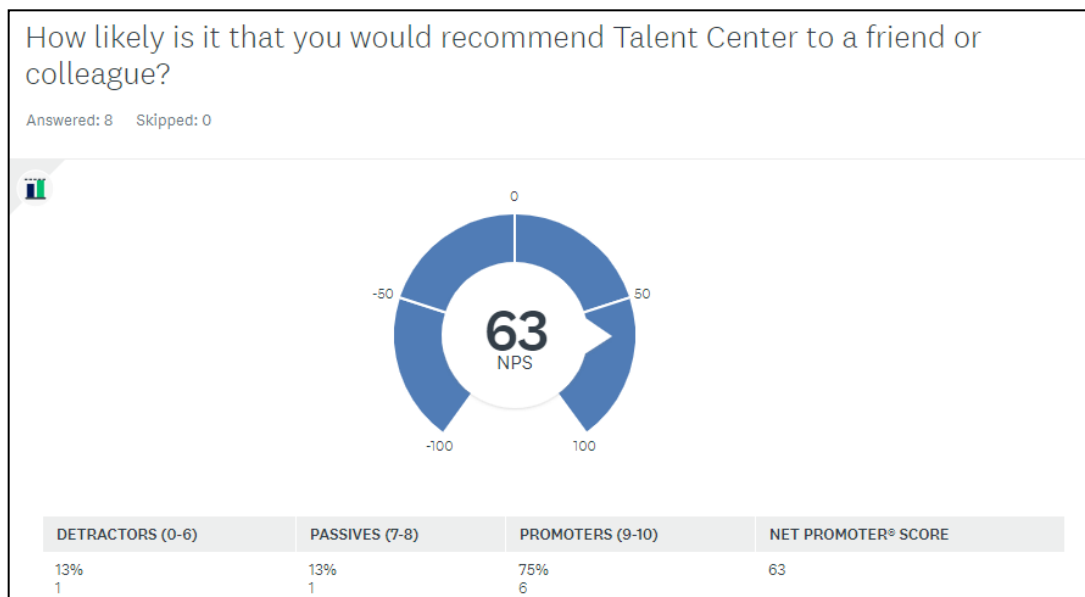 How likely is it that you would recommend Talent Center to a friend or
colleague?
Answered: 8 Skipped: 0
0
-50
50
63
NPS
-100
100
DETRACTORS (0-6) PASSIVES (7-8) PROMOTERS (9-10) NET PROMOTER® SCORE
13% 13% 75% 63
1 1 6